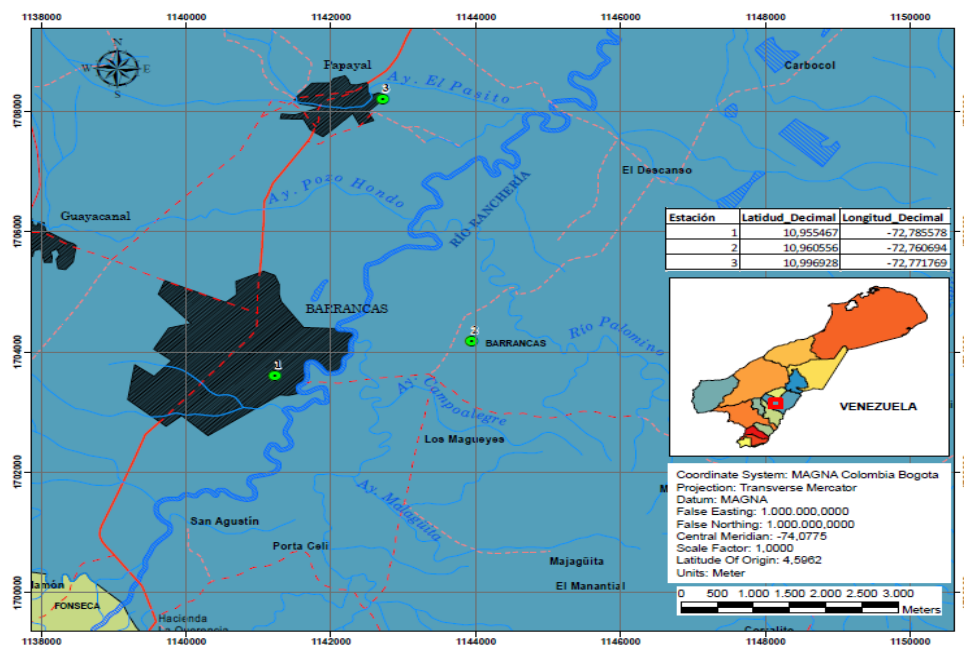 1138000 1140000 1142000 1144000 1146000 1148000 1150000
N
W E
S
Papayal
3
Ay. El Pasito
Carbocol
1708000
El Descanso
Ay. Pozo Hondo
Guayacanal
RÍO RANCHERÍA
1706000
Estación Latidud_Decimal Longitud_Decimal
1 10,955467 -72,785578
2 10,960556 -72,760694
3 10,996928 -72,771769
BARRANCAS
2
BARRANCAS
Río Palomino
1704000
1
Ay. Campoalegre
VENEZUELA
Los Magueyes
1702000
Ay. Malaguita
San Agustín
Porta Celi
Majagüita
El Manantial
1700000
FONSECA
Hacienda
Coordinate System: MAGNA Colombia Bogota
Projection: Transverse Mercator
Datum: MAGNA
False Easting: 1.000.000,0000
False Northing: 1.000.000,0000
Central Meridian: -74,0775
Scale Factor: 1,0000
Latitude Of Origin: 4,5962
Units: Meter
0 500 1.000 1.500 2.000 2.500 3.000
Meters
1138000 1140000 1142000 1144000 1146000 1148000 1150000